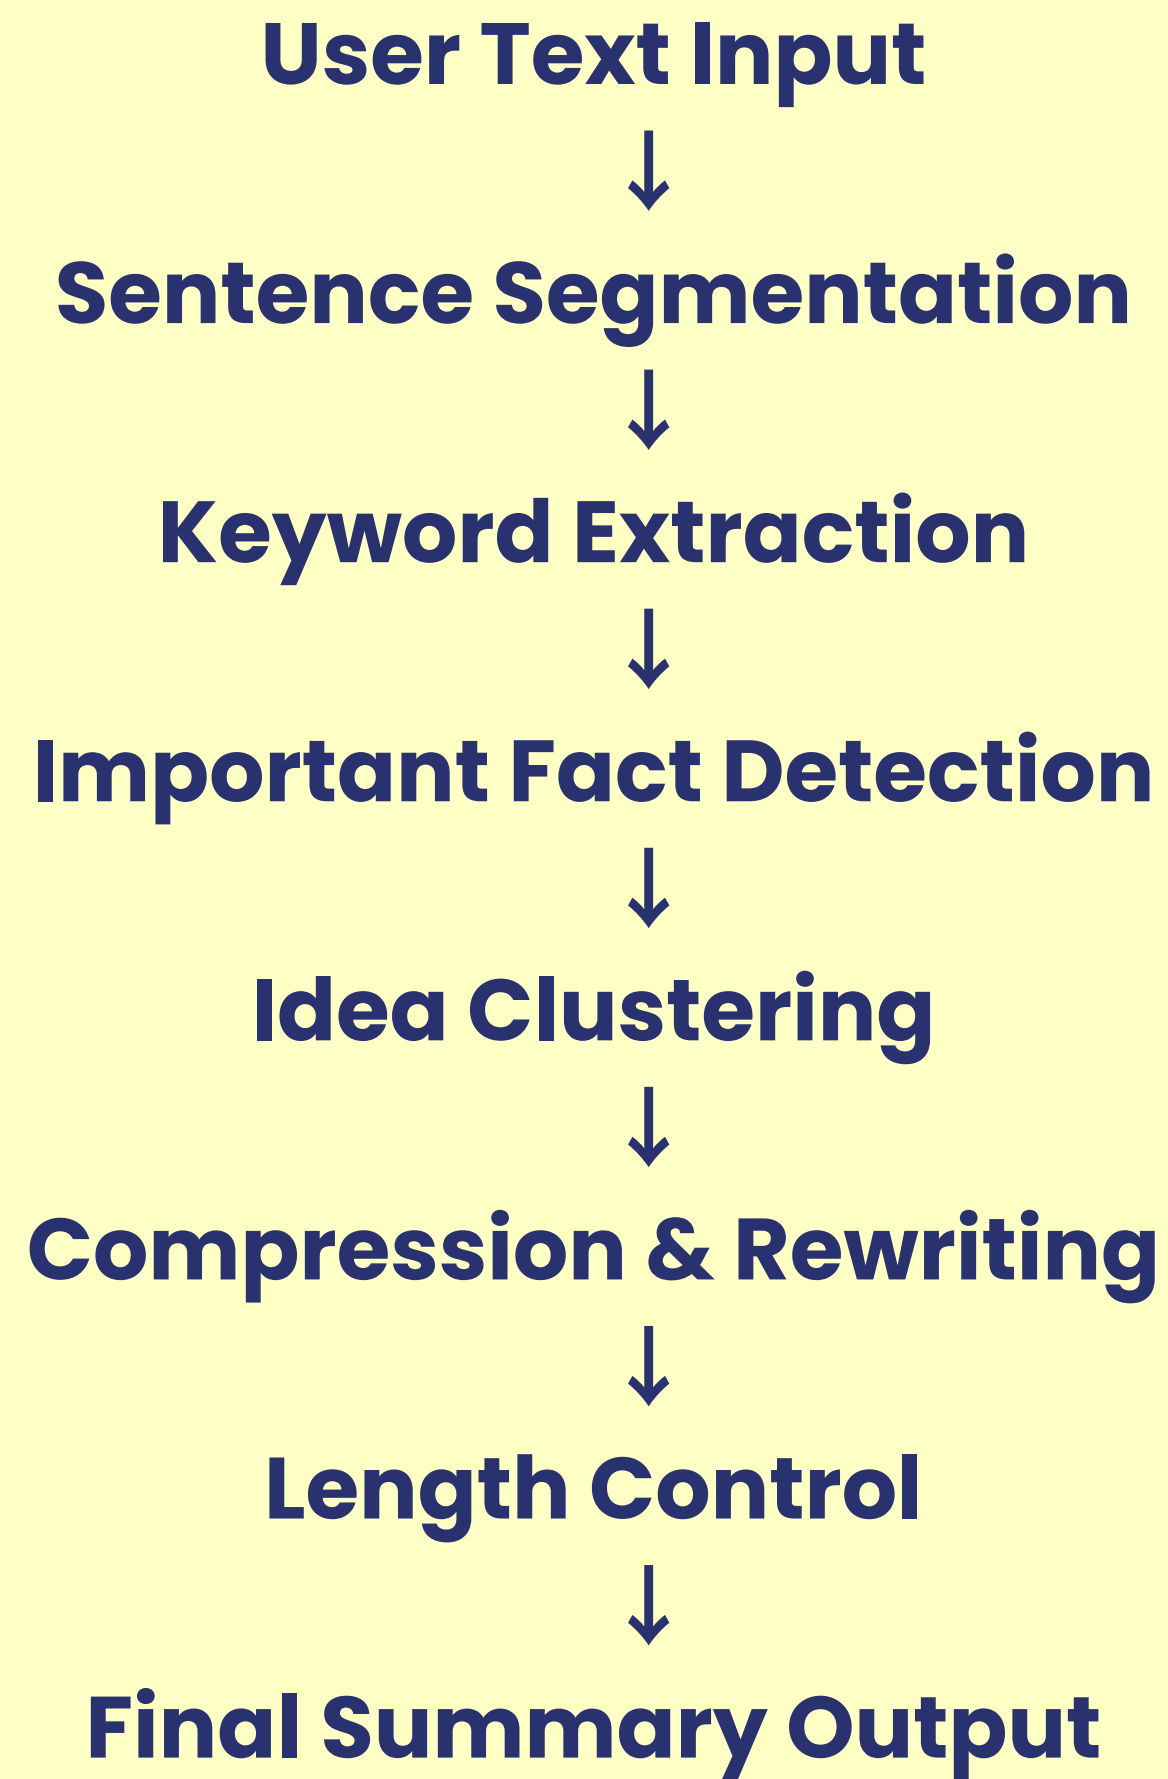 User Text Input
↓
Sentence Segmentation
↓
Keyword Extraction
↓
Important Fact Detection
↓
Idea Clustering
↓
Compression & Rewriting
↓
Length Control
↓
Final Summary Output